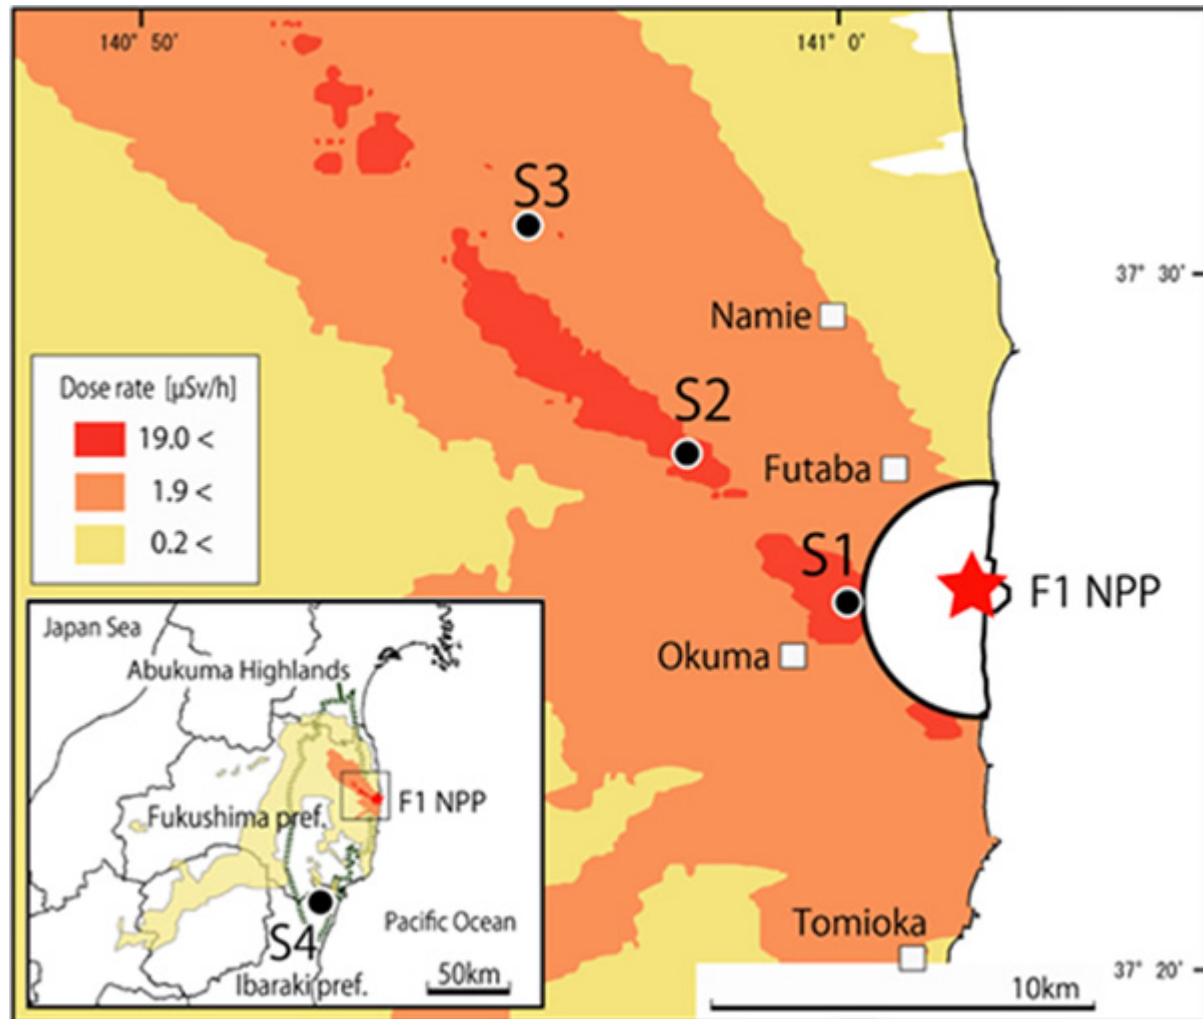 140° 50'
141° 0'
S3
37° 30'
Namie
Dose rate [μSv/h]
19.0 <
1.9 <
0.2 <
S2
Futaba
S1
F1 NPP
Okuma
Japan Sea
Abukuma Highlands
F1 NPP
Fukushima pref.
Pacific Ocean
S4
Ibaraki pref.
50km
Tomioka
37° 20'
10km